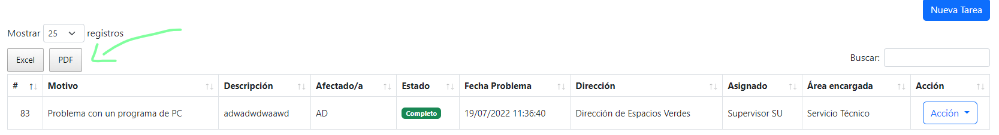 Nueva Tarea
Mostrar 25 registros
Excel PDF Buscar:
# Motivo Descripción Afectado/a Estado Fecha Problema Dirección Asignado Área encargada Acción
83 Problema con un programa de PC adwadwdwaawd AD Completo 19/07/2022 11:36:40 Dirección de Espacios Verdes Supervisor SU Servicio Técnico Acción